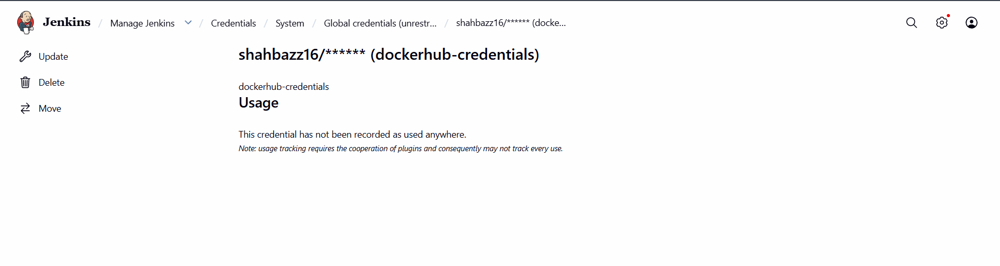 Jenkins / Manage Jenkins / Credentials / System / Global credentials (unrestr... / shahbazz16/****** (docke...
Update
Delete
Move
shahbazz16/****** (dockerhub-credentials)
dockerhub-credentials
Usage
This credential has not been recorded as used anywhere.
Note: usage tracking requires the cooperation of plugins and consequently may not track every use.